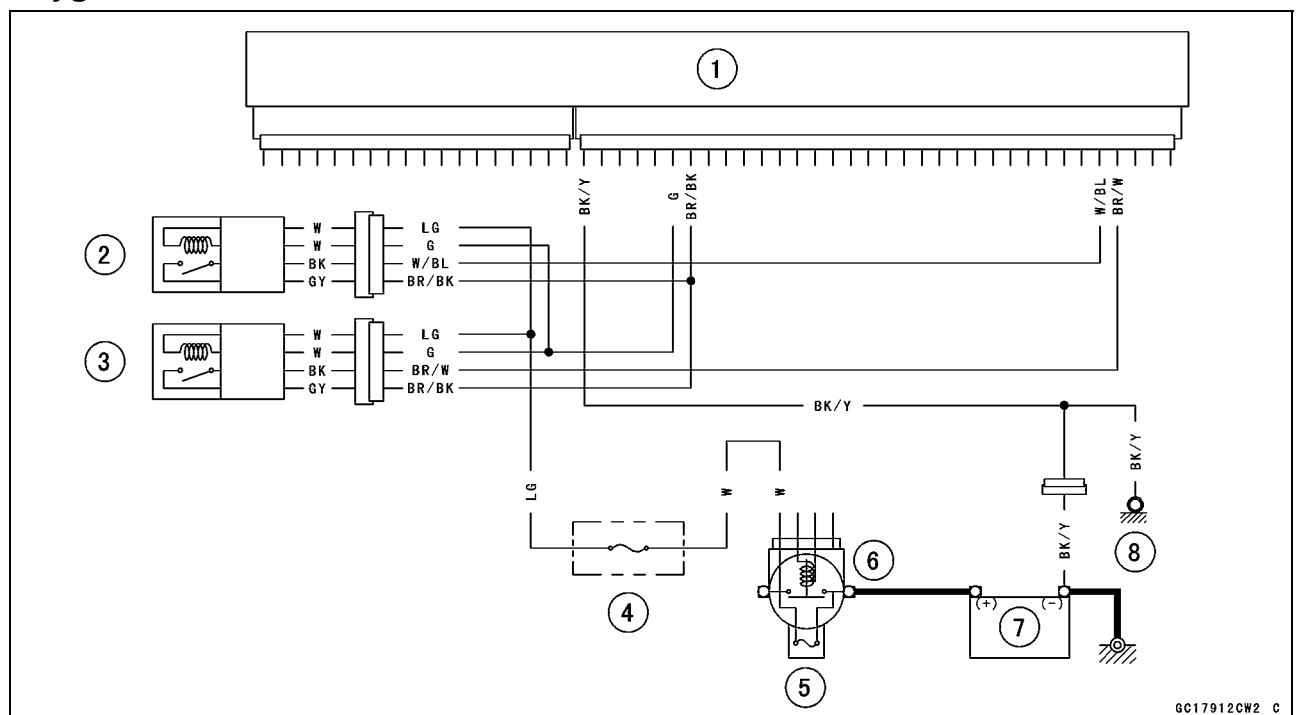 1
BK/Y
G
BR/BK
W/BL
BR/W
2
W LG
W G
BK W/BL
GY BR/BK
3
W LG
W G
BK BR/W
GY BR/BK
BK/Y
BK/Y
LG
W
W
BK/Y
4
5
6
(+) (-)
7
8
GC17912CW2 C